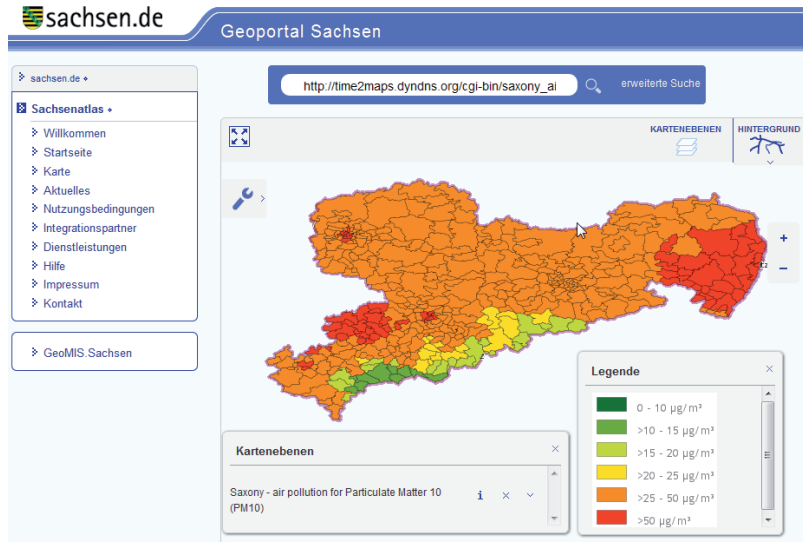 sachsen.de
Geoportal Sachsen
sachsen.de
http://time2maps.dyndns.org/cgi-bin/saxony_ai
erweiterte Suche
Sachsenatlas
Willkommen
Startseite
Karte
Aktuelles
Nutzungsbedingungen
Integrationspartner
Dienstleistungen
Hilfe
Impressum
Kontakt
GeoMIS.Sachsen
KARTENEBENEN
HINTERGRUND
Legende
0 - 10 µg/m³
>10 - 15 µg/m³
>15 - 20 µg/m³
>20 - 25 µg/m³
>25 - 50 µg/m³
>50 µg/m³
Kartenebenen
Saxony - air pollution for Particulate Matter 10
(PM10)